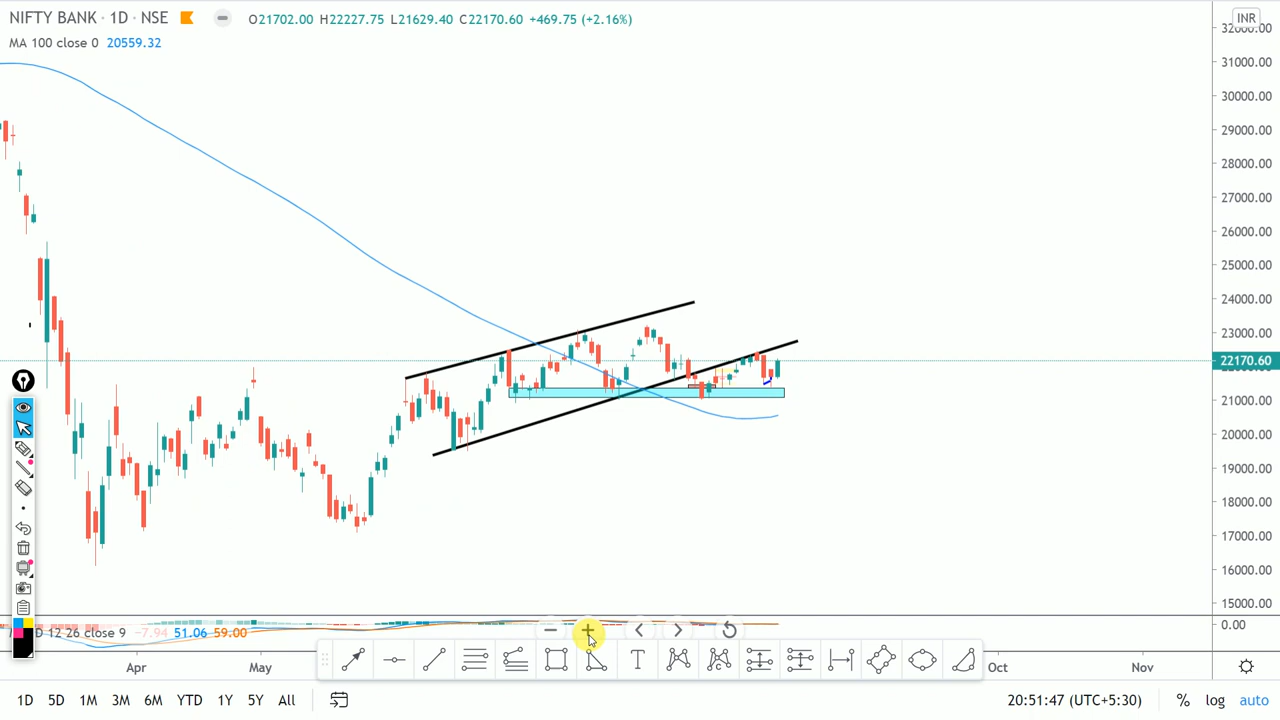 NIFTY BANK · 1D · NSE O21702.00 H22227.75 L21629.40 C22170.60 +469.75 (+2.16%)
INR
MA 100 close 0 20559.32
32000.00
31000.00
30000.00
29000.00
28000.00
27000.00
26000.00
25000.00
24000.00
23000.00
22170.60
21000.00
20000.00
19000.00
18000.00
17000.00
16000.00
15000.00
0.00
D 12 26 close 9 -7.94 51.06 59.00
Apr May Oct Nov
T
1D 5D 1M 3M 6M YTD 1Y 5Y All 20:51:47 (UTC+5:30) % log auto